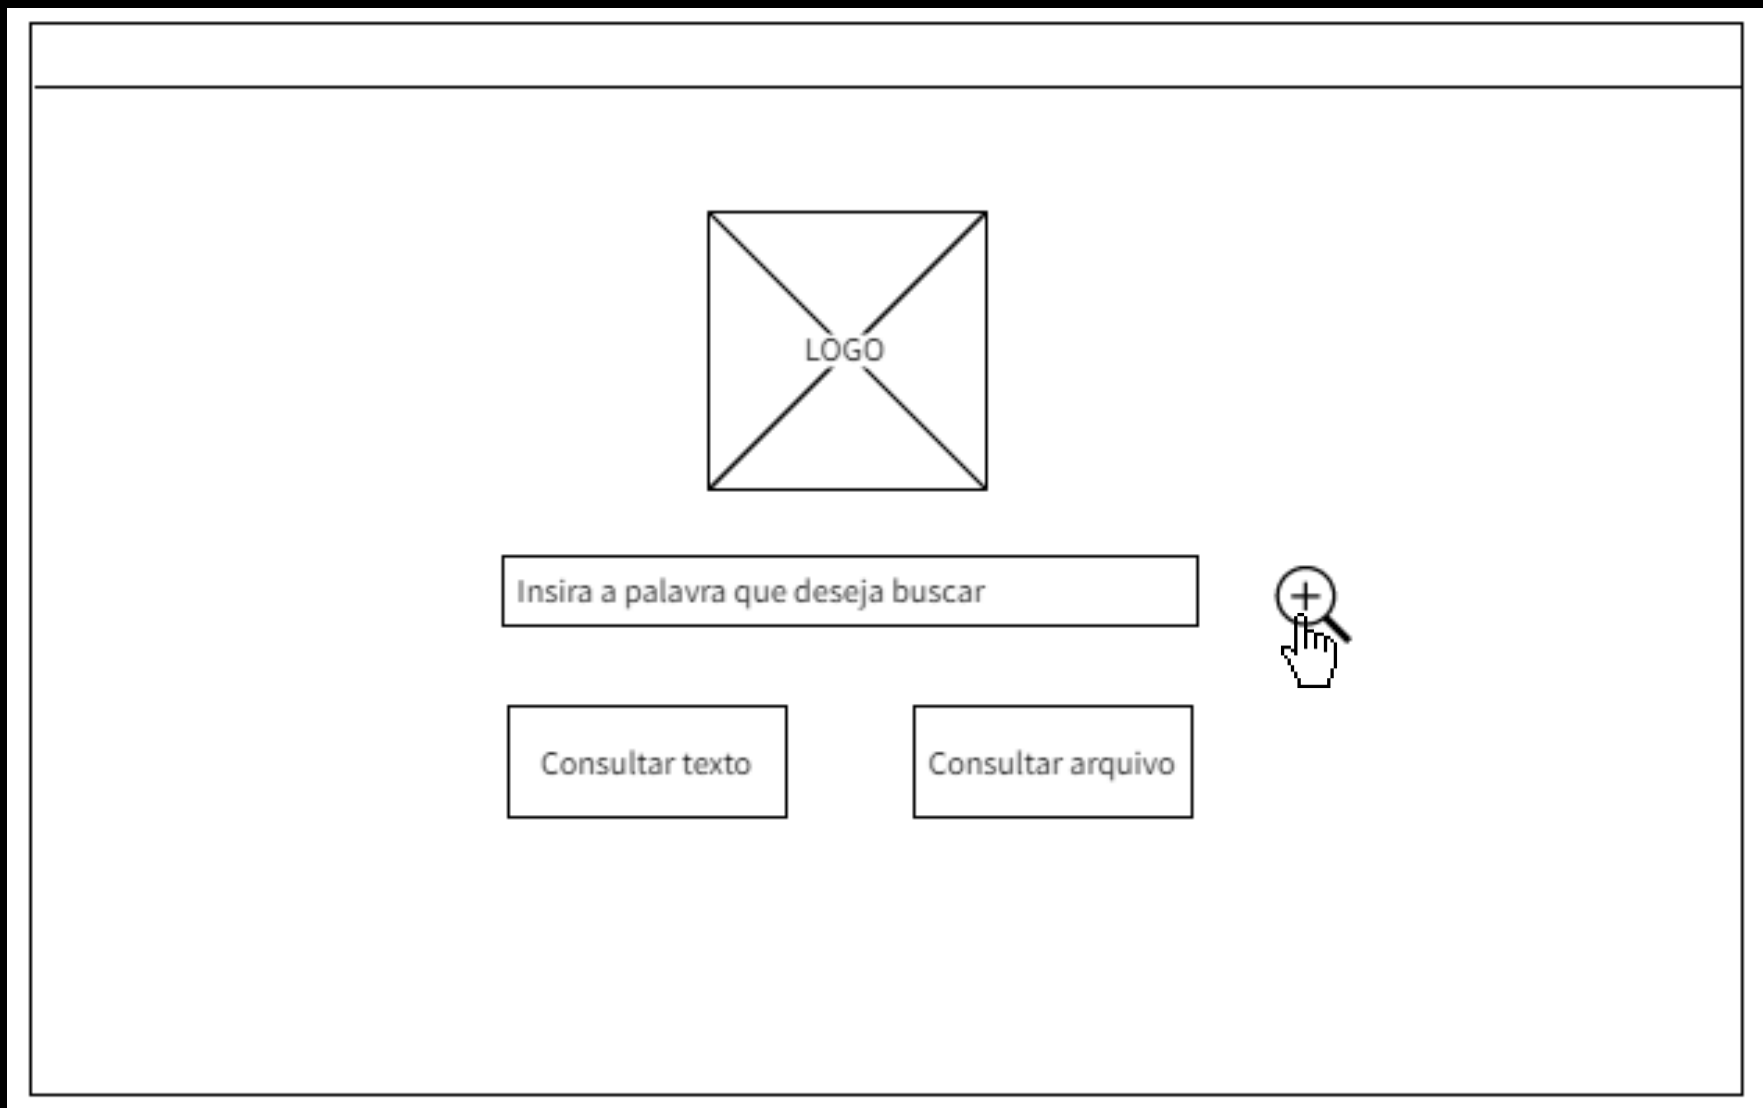 LOGO
Insira a palavra que deseja buscar
Consultar texto
Consultar arquivo